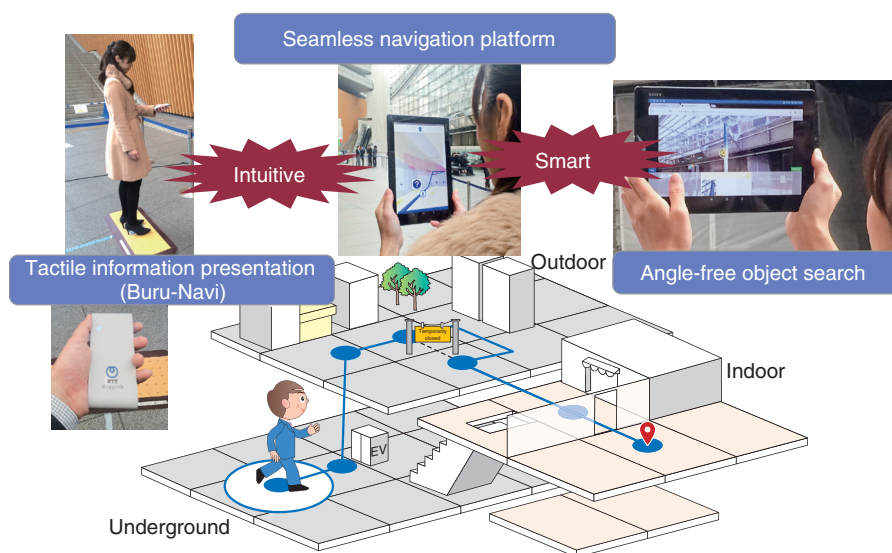 Seamless navigation platform
Intuitive
Smart
SONY
?
Tactile information presentation
(Buru-Navi)
Angle-free object search
Outdoor
Temporarily
closed
Indoor
NTT
EV
Underground